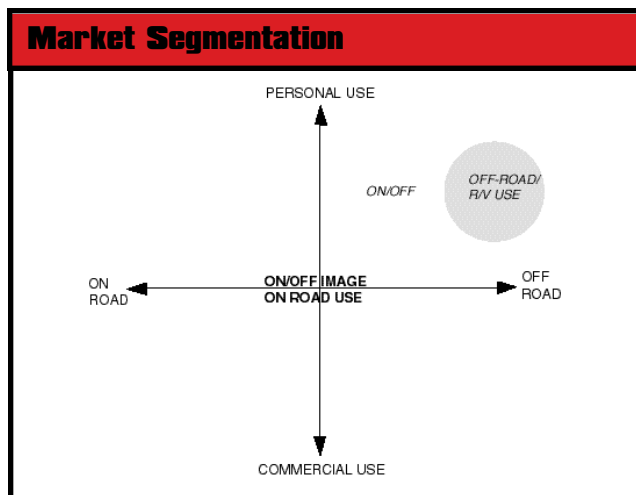 Market Segmentation
PERSONAL USE
ON/OFF
OFF-ROAD/
R/V USE
ON
ROAD
ON/OFF IMAGE
ON ROAD USE
OFF
ROAD
COMMERCIAL USE